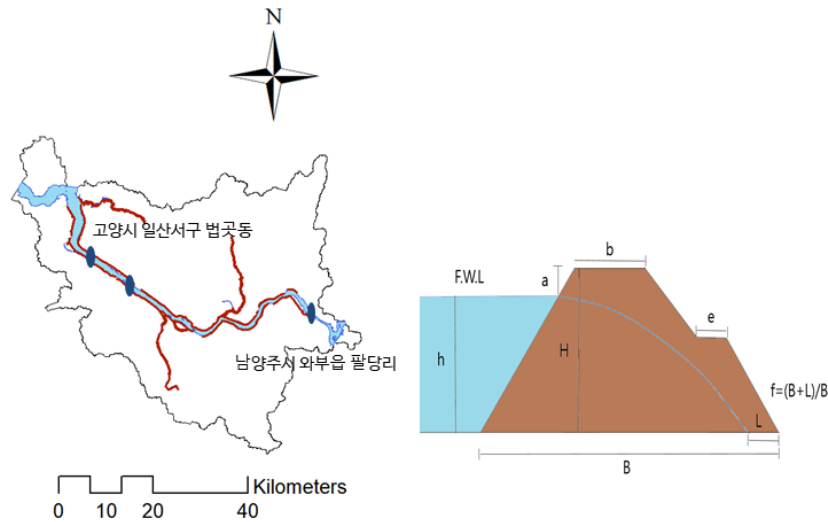 N
고양시 일산서구 법곳동
남양주시 와부읍 팔당리
Kilometers
0 10 20 40
b
F.W.L
a
e
h
H
f=(B+L)/B
L
B